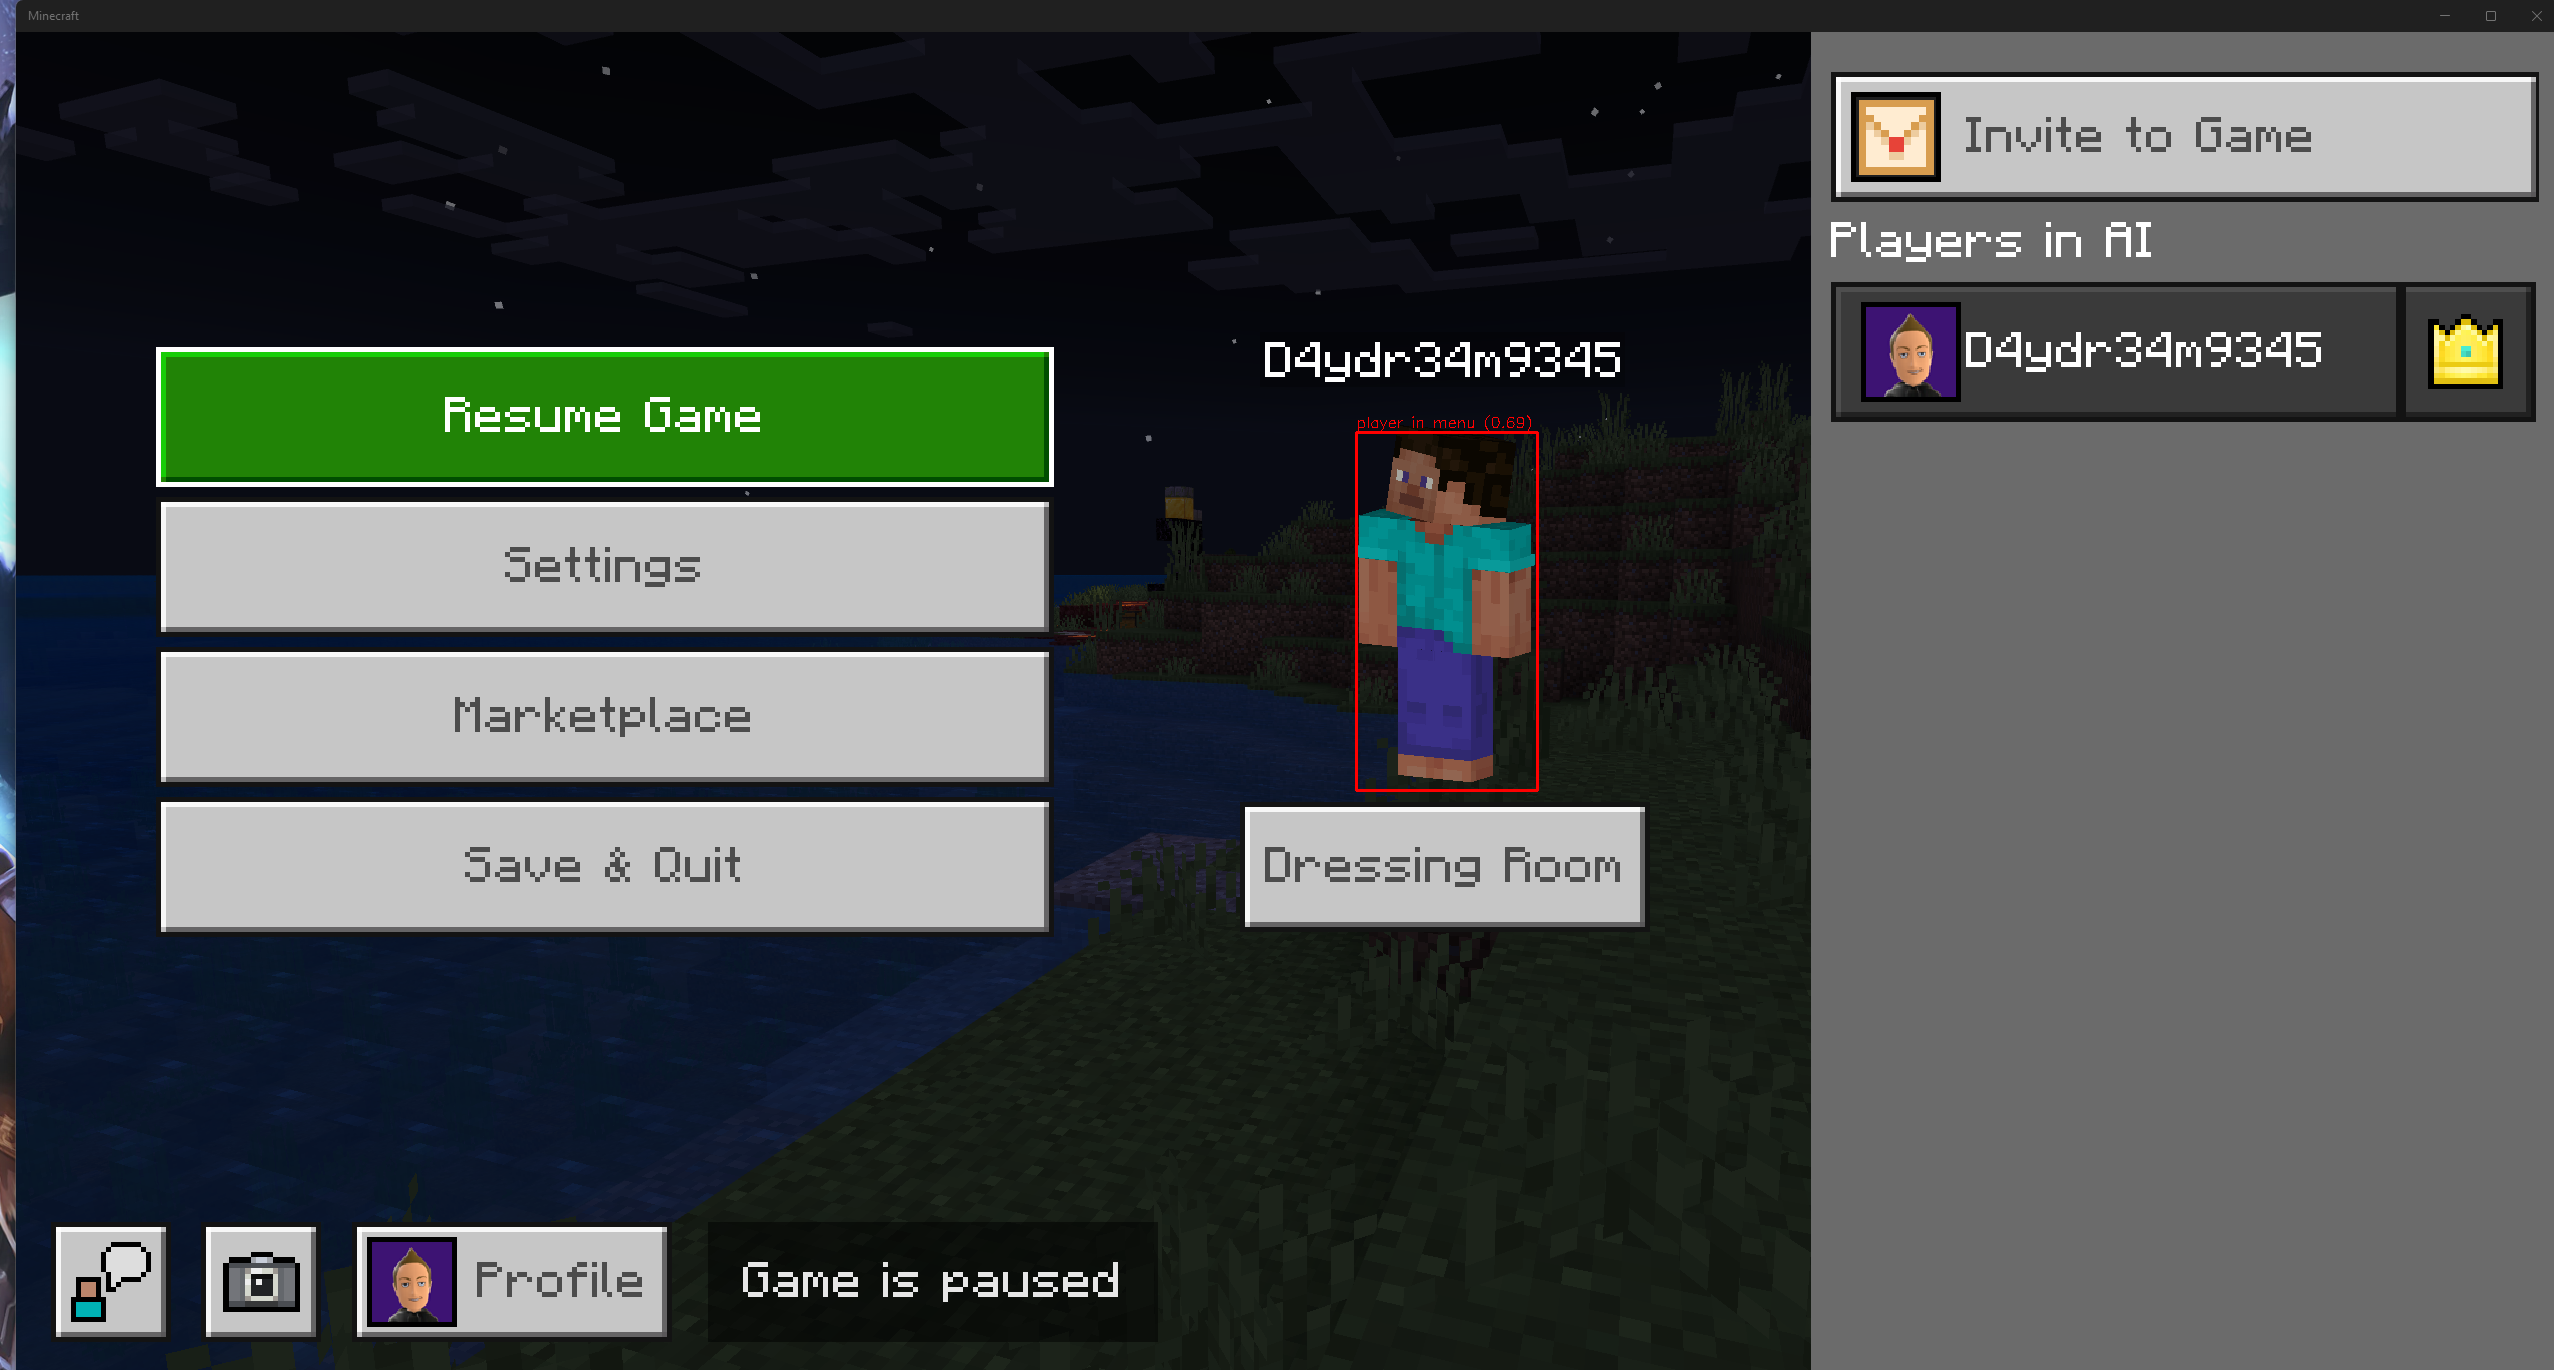 Minecraft
Invite to Game
Players in AI
D4ydr34m9345
D4ydr34m9345
player in menu (0.69)
Resume Game
Settings
Marketplace
Save & Quit
Dressing Room
Profile
Game is paused